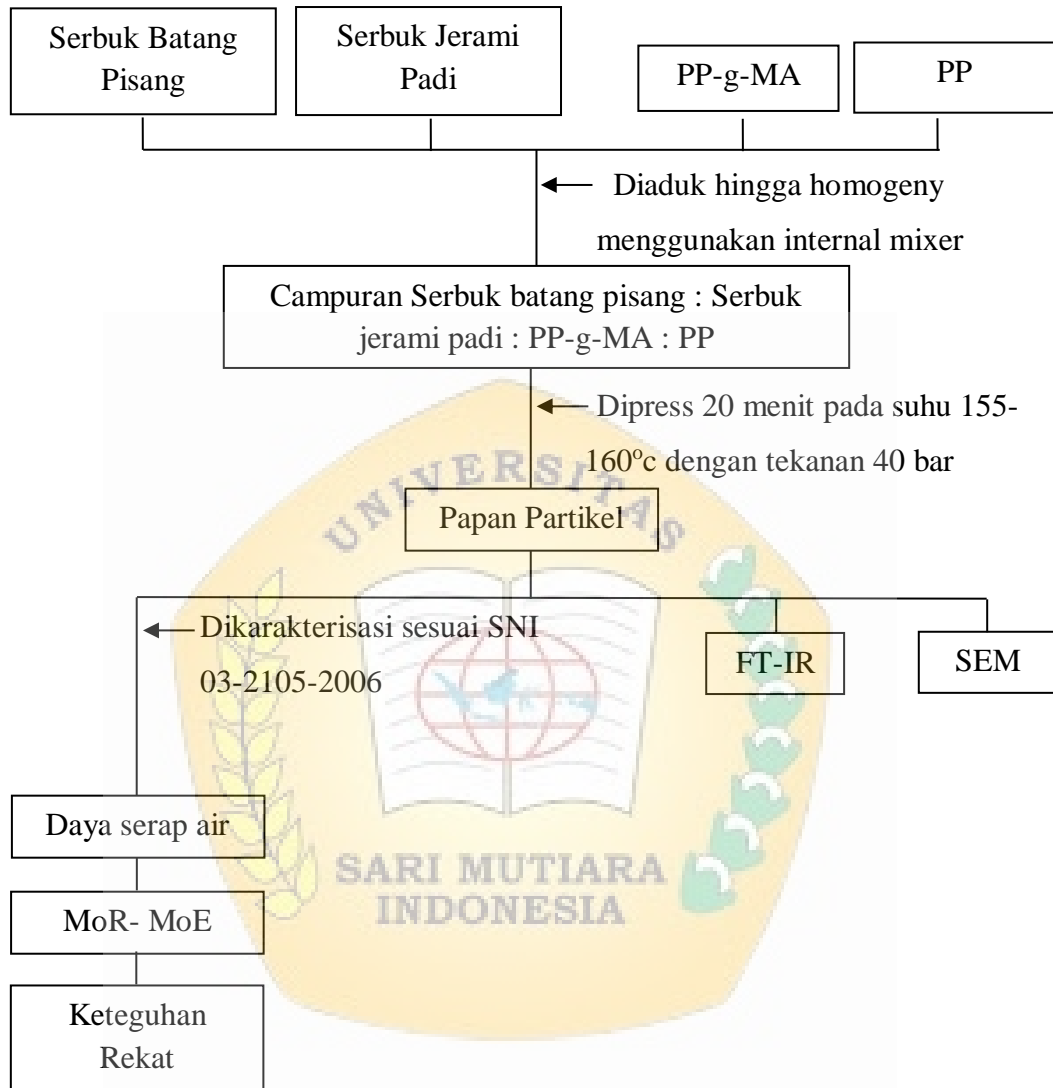 Serbuk Batang
Pisang
Serbuk Jerami
Padi
PP-g-MA
PP
Diaduk hingga homogeny
menggunakan internal mixer
Campuran Serbuk batang pisang : Serbuk
jerami padi : PP-g-MA : PP
Dipress 20 menit pada suhu 155-
160ºc dengan tekanan 40 bar
UNIVERSITAS
Papan Partikel
Dikarakterisasi sesuai SNI
03-2105-2006
FT-IR
SEM
Daya serap air
SARI MUTIARA
INDONESIA
MoR- MoE
Keteguhan
Rekat